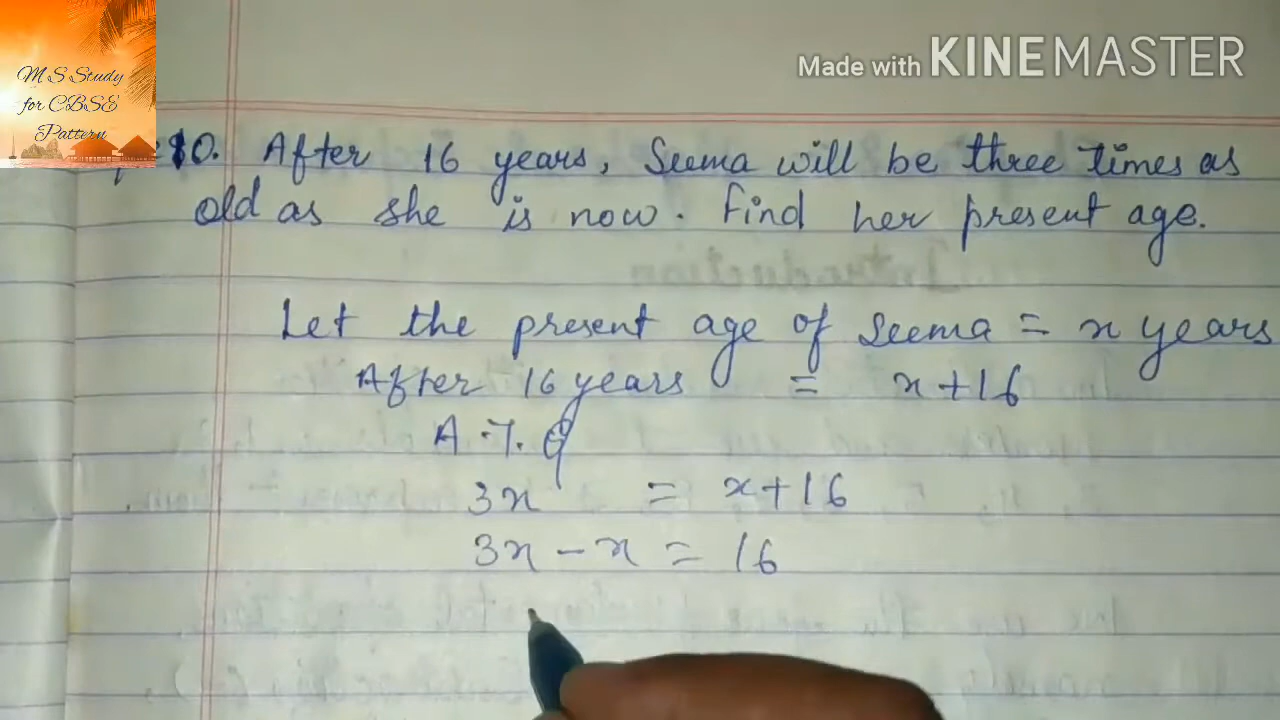 Made with KINEMASTER
M S Study
for CBSE
Pattern
10. After 16 years, Seema will be three times as
old as she is now. Find her present age.
Let the present age of Seema = x years
After 16 years = x+16
A.T.Q
3x = x+16
3x - x = 16